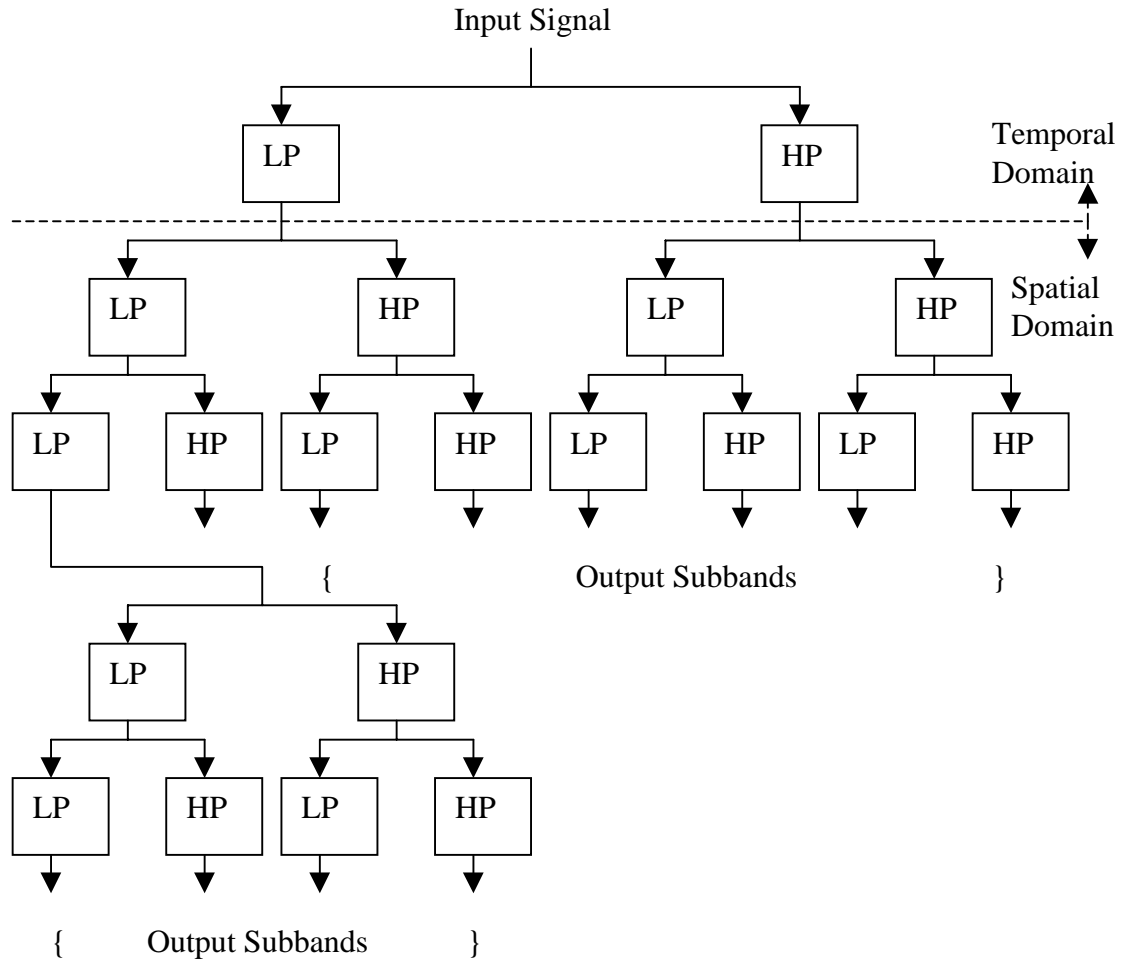 Input Signal
LP HP
Temporal
Domain
LP HP LP HP
Spatial
Domain
LP HP LP HP LP HP LP HP
{ Output Subbands }
LP HP
LP HP LP HP
{ Output Subbands }